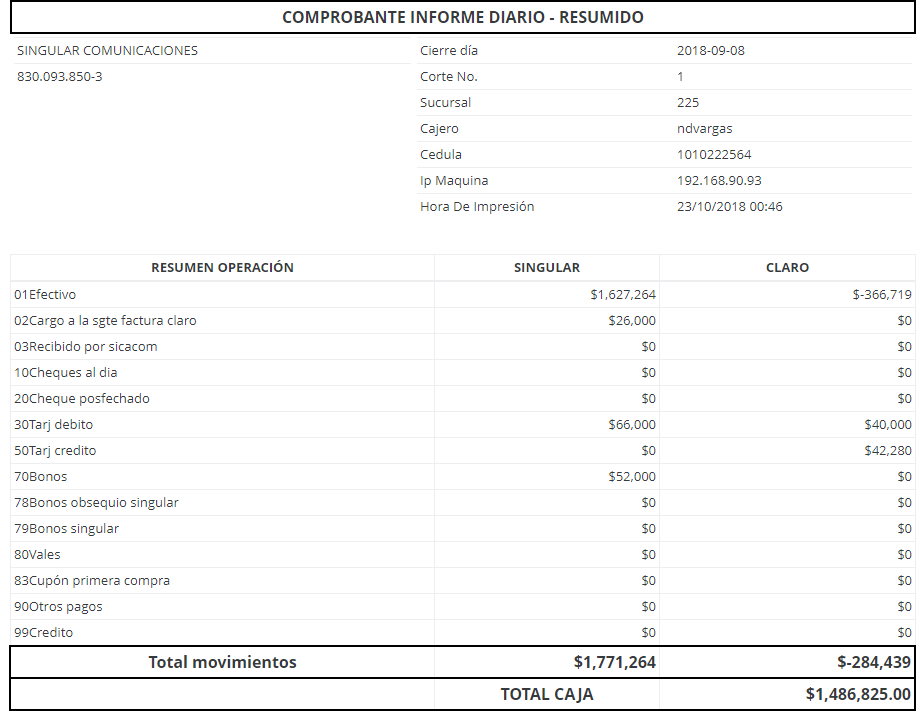 COMPROBANTE INFORME DIARIO - RESUMIDO
SINGULAR COMUNICACIONES Cierre día 2018-09-08
830.093.850-3 Corte No. 1
Sucursal 225
Cajero ndvargas
Cedula 1010222564
Ip Maquina 192.168.90.93
Hora De Impresión 23/10/2018 00:46
RESUMEN OPERACIÓN SINGULAR CLARO
01Efectivo $1,627,264 $-366,719
02Cargo a la sgte factura claro $26,000 $0
03Recibido por sicacom $0 $0
10Cheques al dia $0 $0
20Cheque posfechado $0 $0
30Tarj debito $66,000 $40,000
50Tarj credito $0 $42,280
70Bonos $52,000 $0
78Bonos obsequio singular $0 $0
79Bonos singular $0 $0
80Vales $0 $0
83Cupón primera compra $0 $0
90Otros pagos $0 $0
99Credito $0 $0
Total movimientos $1,771,264 $-284,439
TOTAL CAJA $1,486,825.00